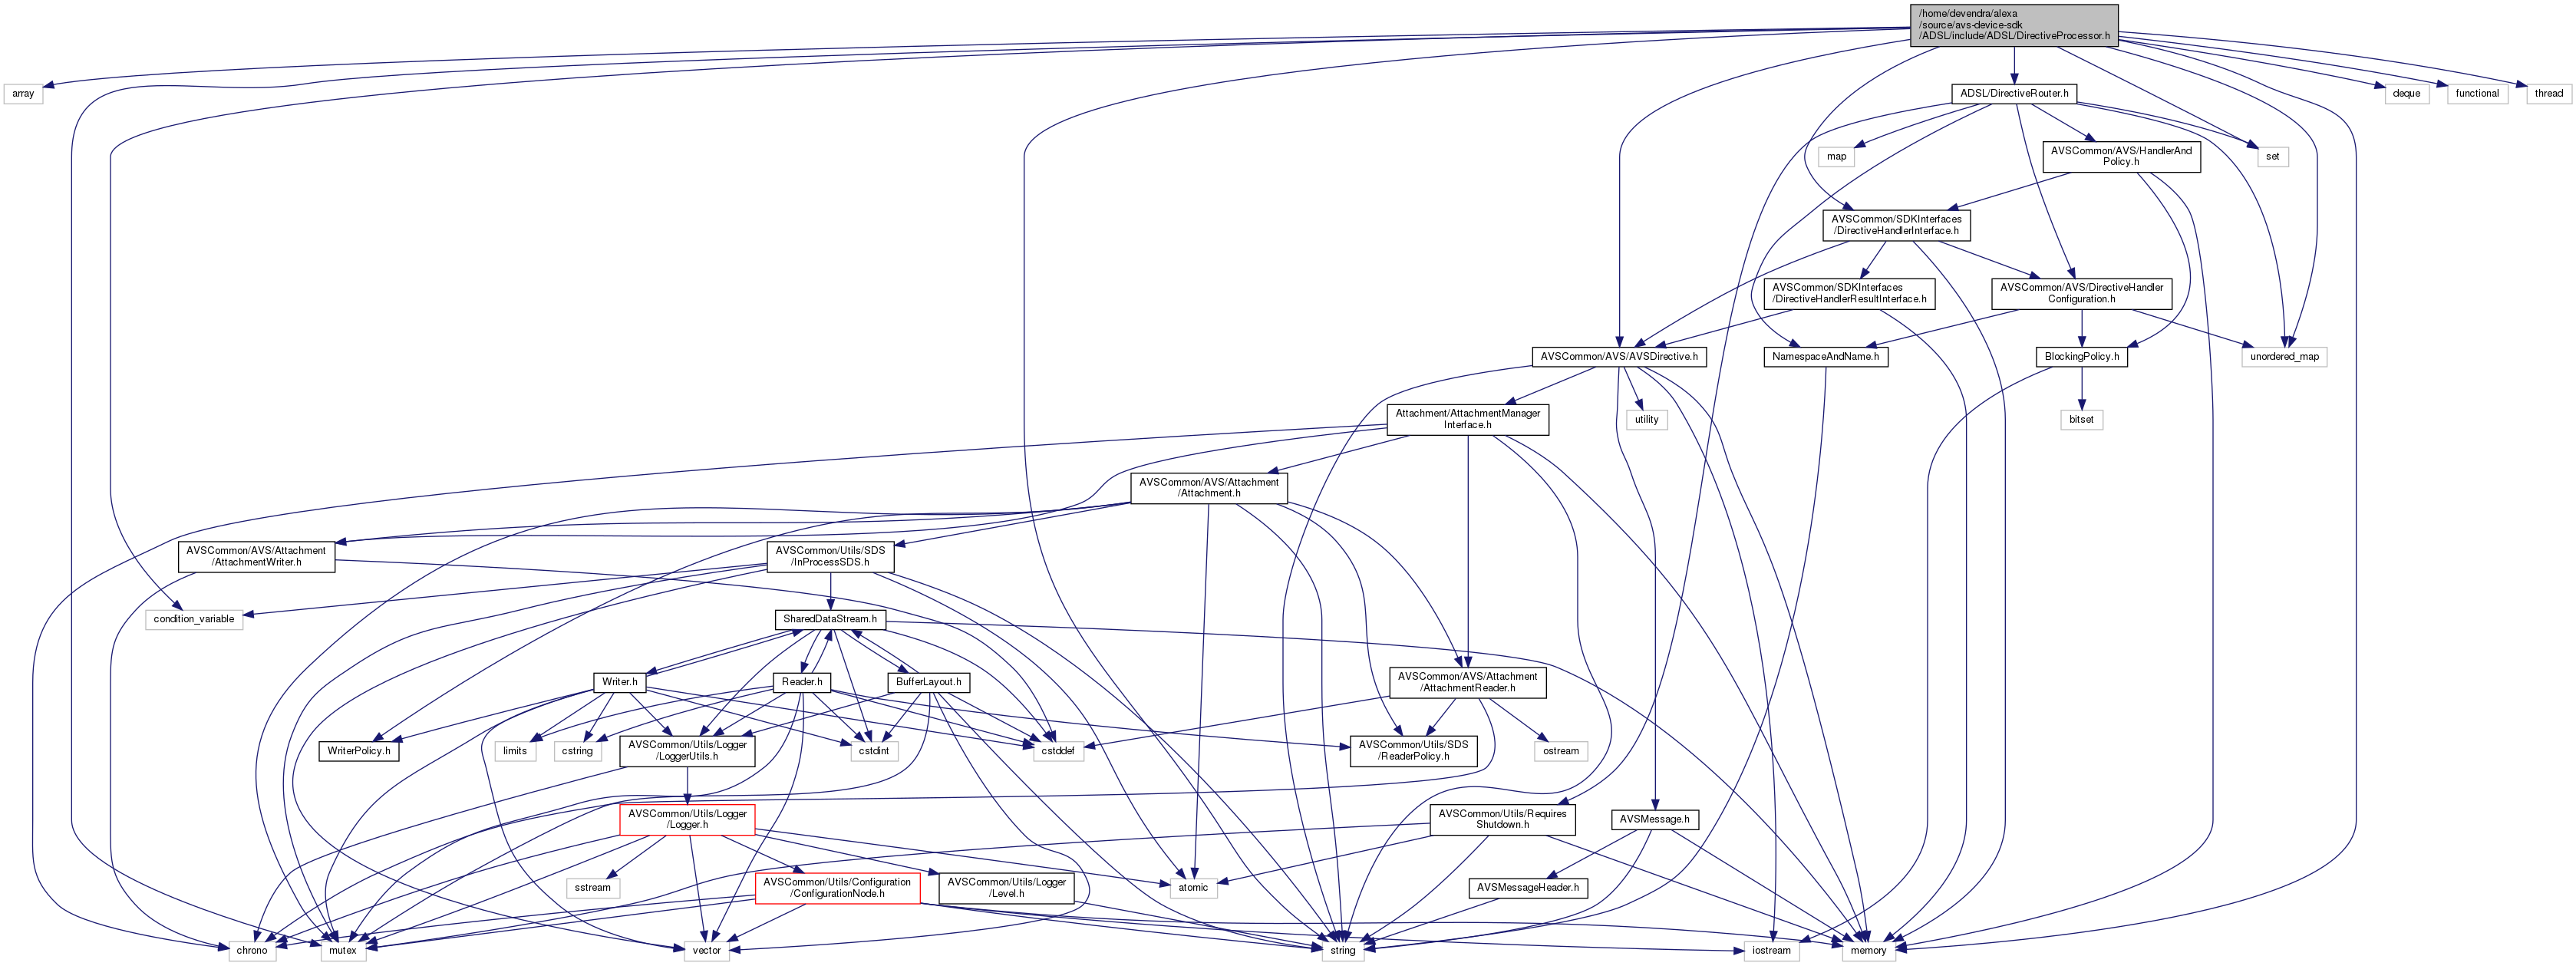 /home/devendra/alexa
/source/avs-device-sdk
/ADSL/include/ADSL/DirectiveProcessor.h
array
ADSL/DirectiveRouter.h
deque
functional
thread
map
AVSCommon/AVS/HandlerAnd
Policy.h
set
AVSCommon/SDKInterfaces
/DirectiveHandlerInterface.h
AVSCommon/SDKInterfaces
/DirectiveHandlerResultInterface.h
AVSCommon/AVS/DirectiveHandler
Configuration.h
AVSCommon/AVS/AVSDirective.h
NamespaceAndName.h
BlockingPolicy.h
unordered_map
Attachment/AttachmentManager
Interface.h
utility
bitset
AVSCommon/AVS/Attachment
/Attachment.h
AVSCommon/AVS/Attachment
/AttachmentWriter.h
AVSCommon/Utils/SDS
/InProcessSDS.h
condition_variable
SharedDataStream.h
Writer.h
Reader.h
BufferLayout.h
AVSCommon/AVS/Attachment
/AttachmentReader.h
WriterPolicy.h
limits
cstring
AVSCommon/Utils/Logger
/LoggerUtils.h
cstdint
cstddef
AVSCommon/Utils/SDS
/ReaderPolicy.h
ostream
AVSCommon/Utils/Logger
/Logger.h
AVSCommon/Utils/Requires
Shutdown.h
AVSMessage.h
sstream
AVSCommon/Utils/Configuration
/ConfigurationNode.h
AVSCommon/Utils/Logger
/Level.h
atomic
AVSMessageHeader.h
chrono
mutex
vector
string
iostream
memory